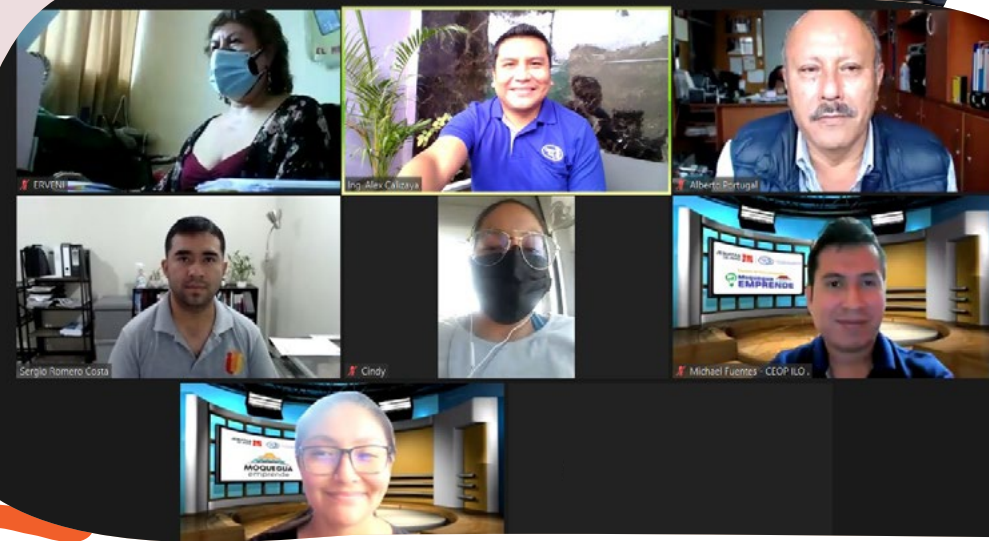 ERVENI
Ing. Alex Calizaya
Alberto Portugal
Sergio Romero Costa
Cindy
Moquegua
EMPRENDE
Michael Fuentes - CEOP ILO .
MOQUEGUA
emprende